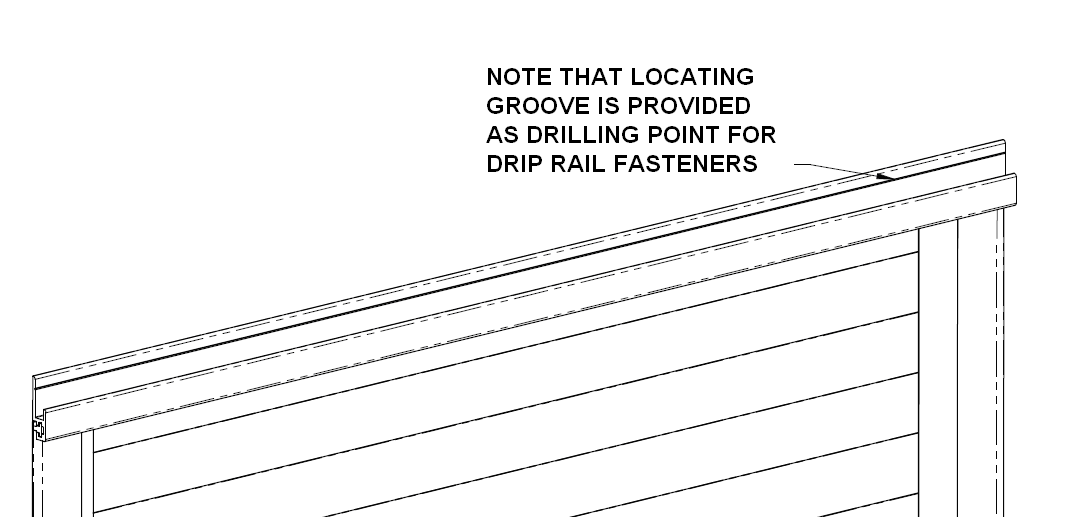 NOTE THAT LOCATING
GROOVE IS PROVIDED
AS DRILLING POINT FOR
DRIP RAIL FASTENERS